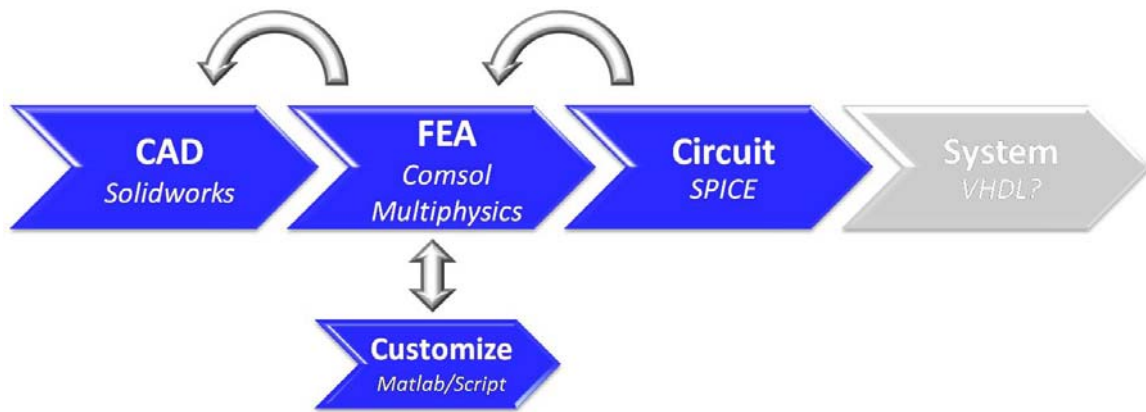 CAD
Solidworks
FEA
Comsol
Multiphysics
Circuit
SPICE
System
VHDL?
Customize
Matlab/Script